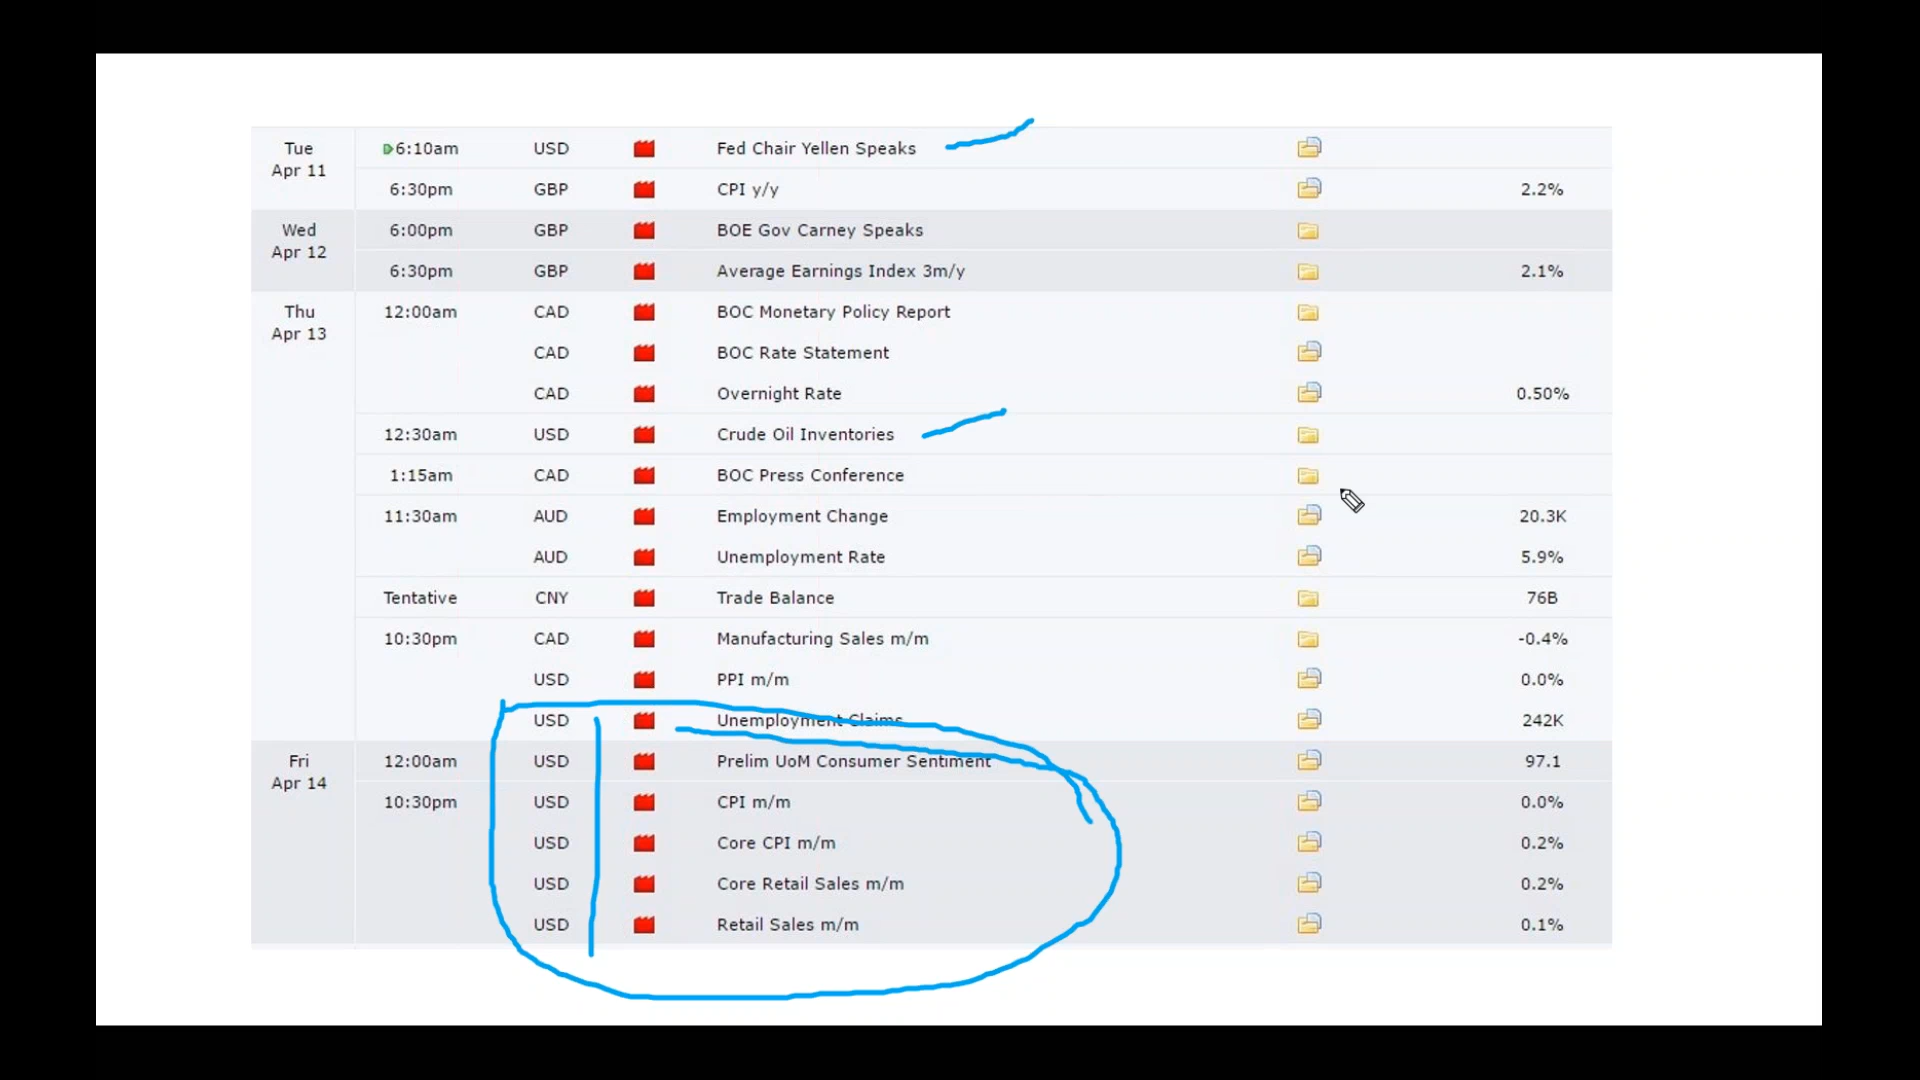 Tue Apr 11 6:10am USD Fed Chair Yellen Speaks
6:30pm GBP CPI y/y 2.2%
Wed Apr 12 6:00pm GBP BOE Gov Carney Speaks
6:30pm GBP Average Earnings Index 3m/y 2.1%
Thu Apr 13 12:00am CAD BOC Monetary Policy Report
CAD BOC Rate Statement
CAD Overnight Rate 0.50%
12:30am USD Crude Oil Inventories
1:15am CAD BOC Press Conference
11:30am AUD Employment Change 20.3K
AUD Unemployment Rate 5.9%
Tentative CNY Trade Balance 76B
10:30pm CAD Manufacturing Sales m/m -0.4%
USD PPI m/m 0.0%
USD Unemployment Claims 242K
Fri Apr 14 12:00am USD Prelim UoM Consumer Sentiment 97.1
10:30pm USD CPI m/m 0.0%
USD Core CPI m/m 0.2%
USD Core Retail Sales m/m 0.2%
USD Retail Sales m/m 0.1%